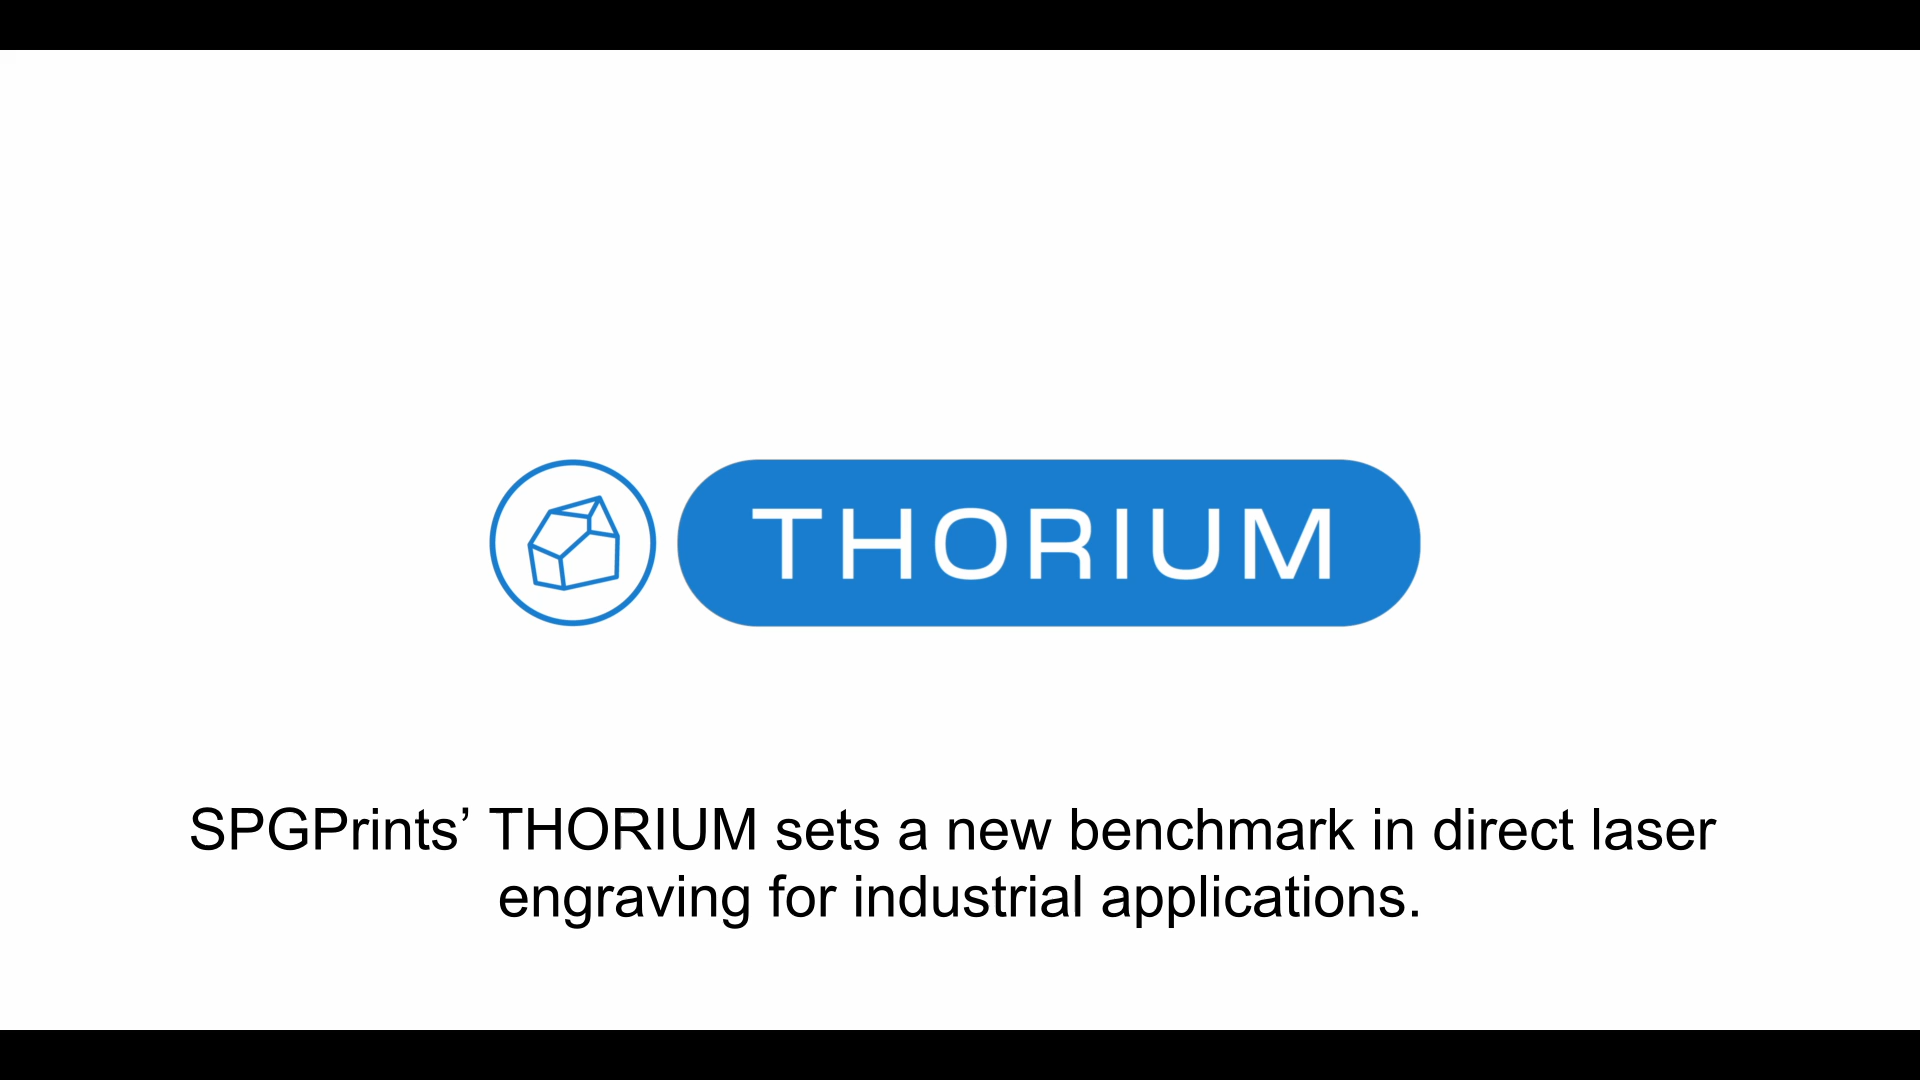 THORIUM
SPGPrints’ THORIUM sets a new benchmark in direct laser
engraving for industrial applications.